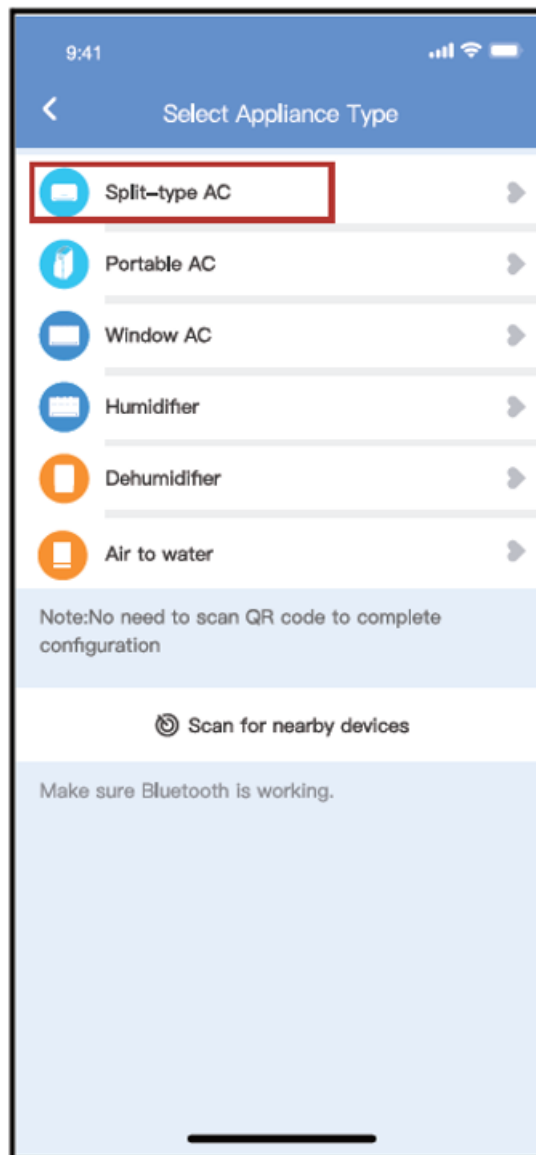 9:41
Select Appliance Type
Split-type AC
Portable AC
Window AC
Humidifier
Dehumidifier
Air to water
Note:No need to scan QR code to complete
configuration
Scan for nearby devices
Make sure Bluetooth is working.